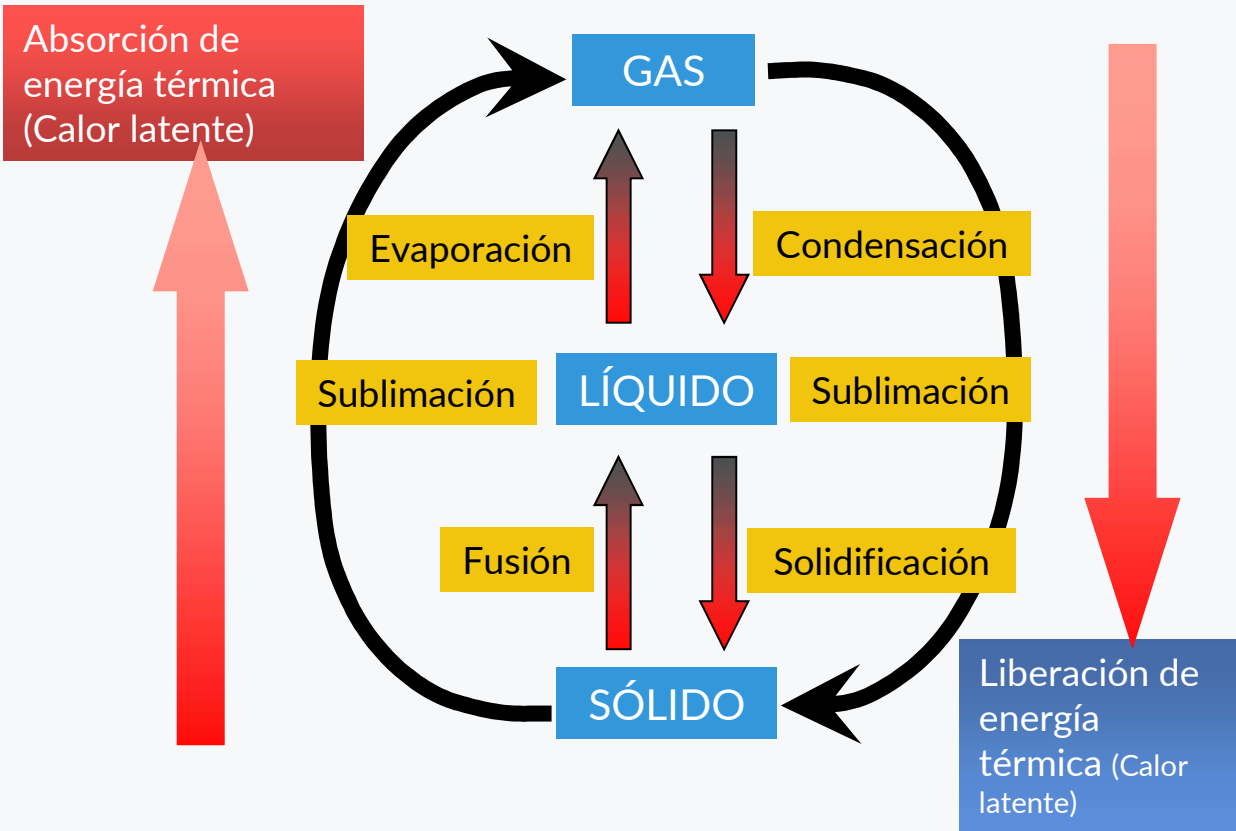 Absorción de
energía térmica
(Calor latente)
GAS
Evaporación
Condensación
Sublimación
LÍQUIDO
Sublimación
Fusión
Solidificación
SÓLIDO
Liberación de
energía
térmica (Calor
latente)